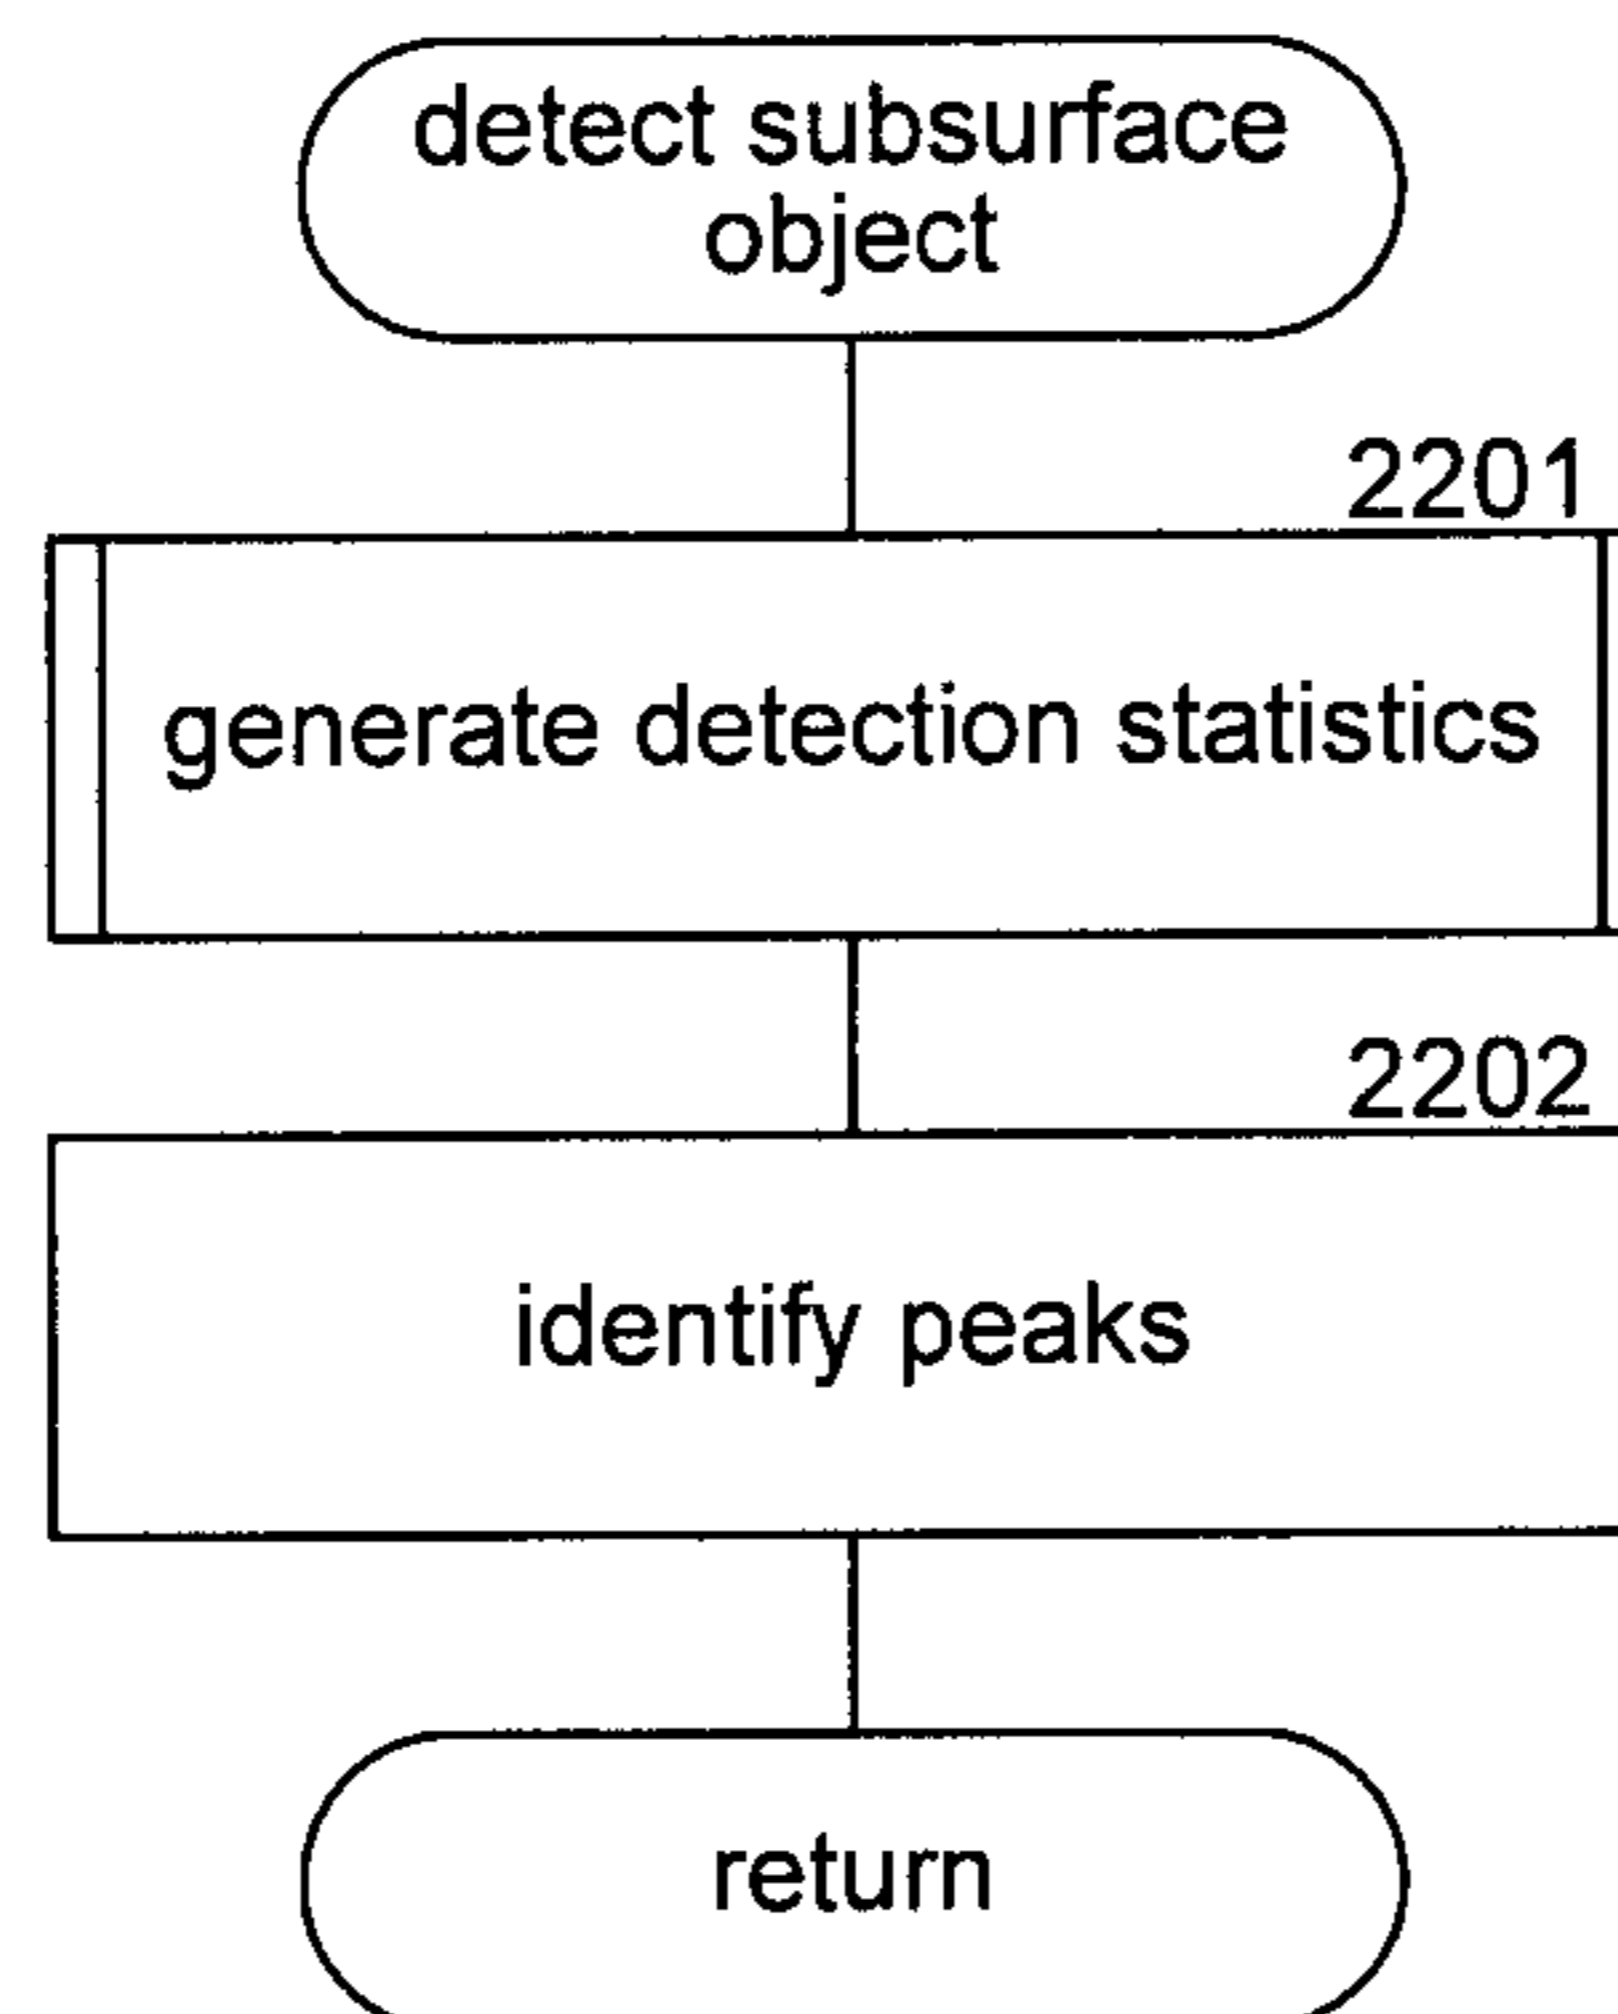 detect subsurface
object
2201
generate detection statistics
2202
identify peaks
return